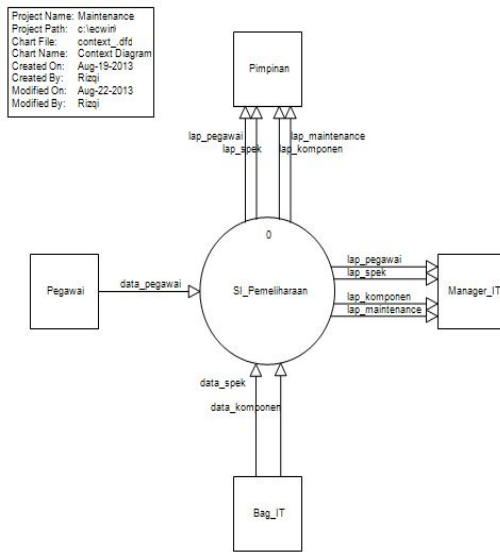 Project Name: Maintenance
Project Path: c:\ecwin\
Chart File: context_.dfd
Chart Name: Context Diagram
Created On: Aug-19-2013
Created By: Rizqi
Modified On: Aug-22-2013
Modified By: Rizqi
Pimpinan
lap_pegawai
lap_spek
lap_maintenance
lap_komponen
0
SI_Pemeliharaan
Pegawai
data_pegawai
lap_pegawai
lap_spek
lap_komponen
lap_maintenance
Manager_IT
data_spek
data_komponen
Bag_IT